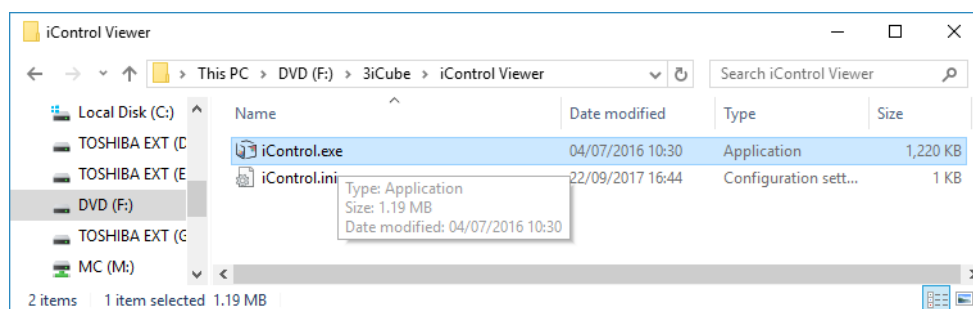 iControl Viewer
This PC > DVD (F:) > 3iCube > iControl Viewer
Search iControl Viewer
Name Date modified Type Size
Local Disk (C:)
TOSHIBA EXT (D
TOSHIBA EXT (E
DVD (F:)
TOSHIBA EXT (G
MC (M:)
iControl.exe 04/07/2016 10:30 Application 1,220 KB
iControl.ini 22/09/2017 16:44 Configuration sett... 1 KB
Type: Application
Size: 1.19 MB
Date modified: 04/07/2016 10:30
2 items 1 item selected 1.19 MB